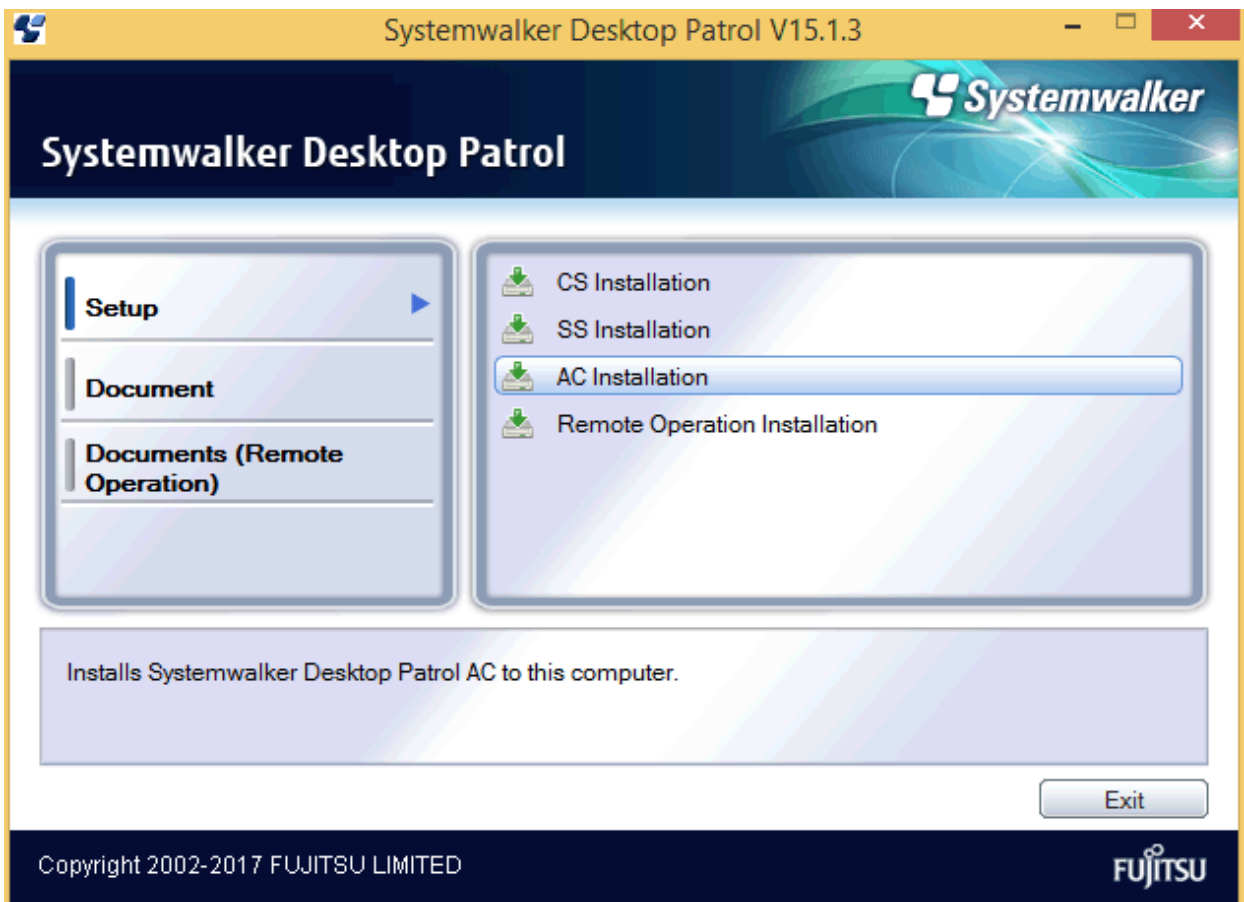 Systemwalker Desktop Patrol V15.1.3
Systemwalker
Systemwalker Desktop Patrol
Setup
Document
Documents (Remote
Operation)
CS Installation
SS Installation
AC Installation
Remote Operation Installation
Installs Systemwalker Desktop Patrol AC to this computer.
Exit
Copyright 2002-2017 FUJITSU LIMITED
FUJITSU